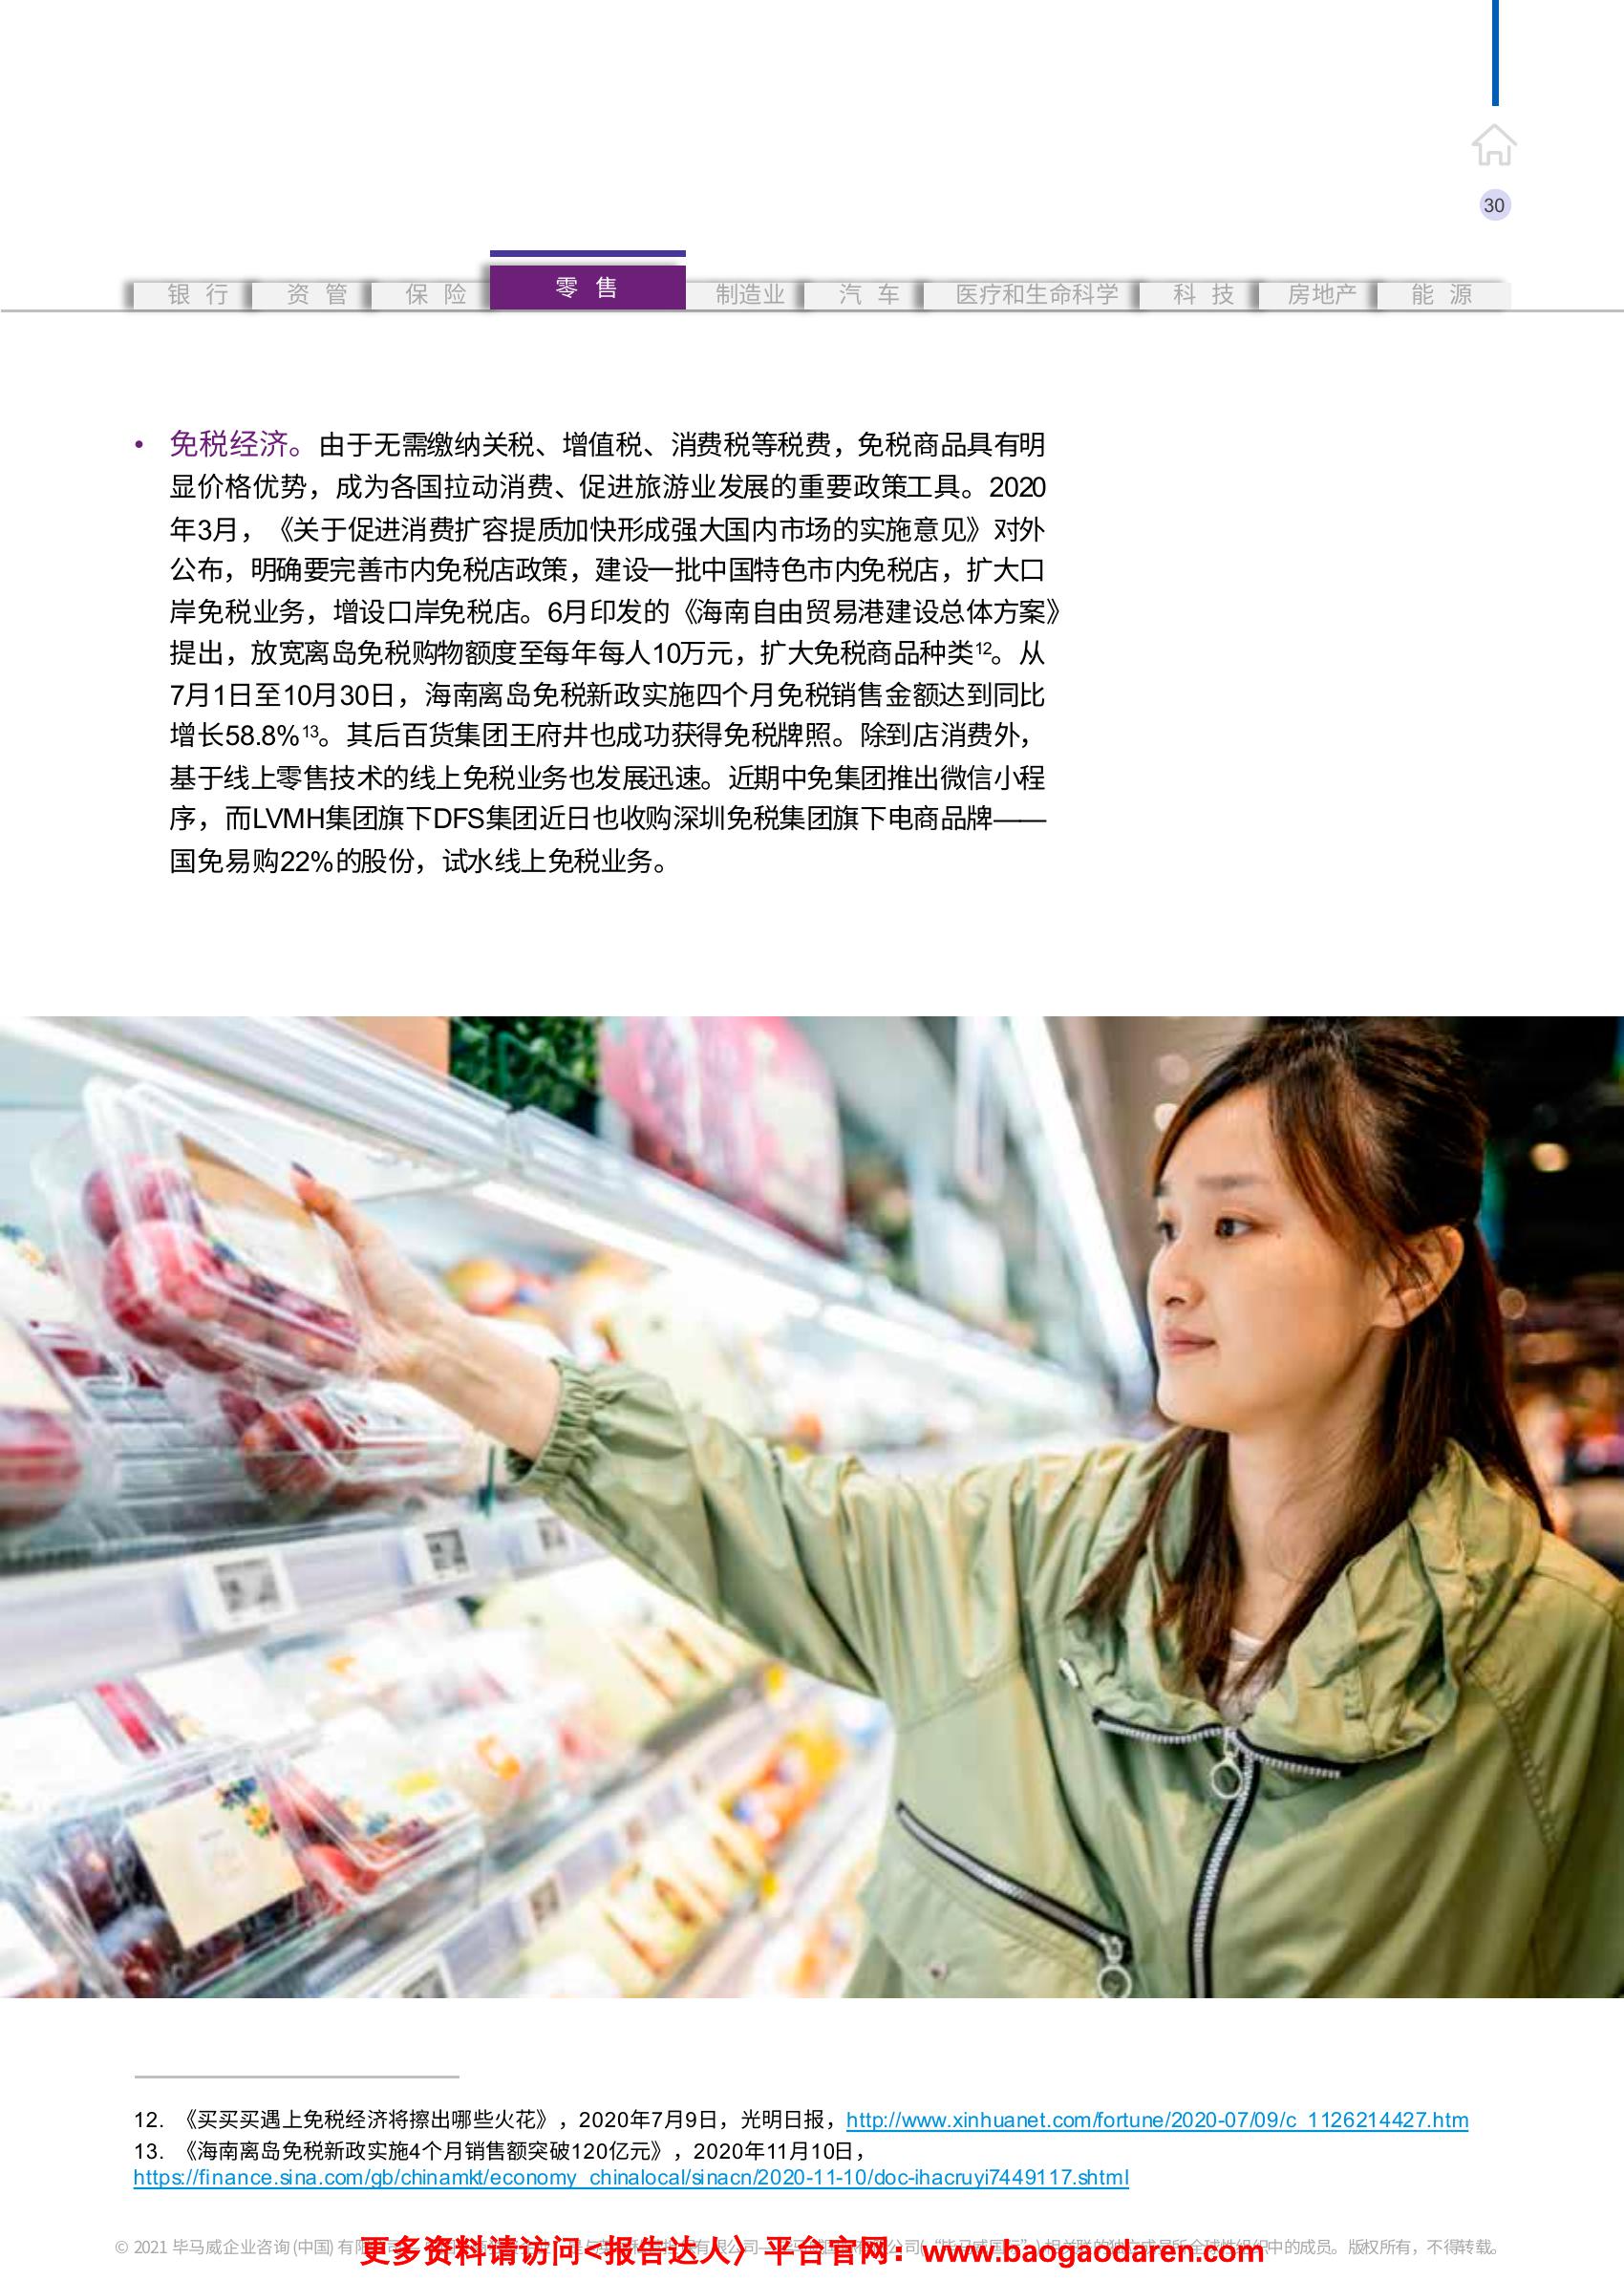 30
银 行 资 管 保 险 零 售 制造业 汽 车 医疗和生命科学 科 技 房地产 能 源
• 免税经济。由于无需缴纳关税、增值税、消费税等税费，免税商品具有明
显价格优势，成为各国拉动消费、促进旅游业发展的重要政策工具。2020
年3月，《关于促进消费扩容提质加快形成强大国内市场的实施意见》对外
公布，明确要完善市内免税店政策，建设一批中国特色市内免税店，扩大口
岸免税业务，增设口岸免税店。6月印发的《海南自由贸易港建设总体方案》
提出，放宽离岛免税购物额度至每年每人10万元，扩大免税商品种类12。从
7月1日至10月30日，海南离岛免税新政实施四个月免税销售金额达到同比
增长58.8%13。其后百货集团王府井也成功获得免税牌照。除到店消费外，
基于线上零售技术的线上免税业务也发展迅速。近期中免集团推出微信小程
序，而LVMH集团旗下DFS集团近日也收购深圳免税集团旗下电商品牌——
国免易购22%的股份，试水线上免税业务。
12. 《买买买遇上免税经济将擦出哪些火花》，2020年7月9日，光明日报，http://www.xinhuanet.com/fortune/2020-07/09/c_1126214427.htm
13. 《海南离岛免税新政实施4个月销售额突破120亿元》，2020年11月10日，
https://finance.sina.com/gb/chinamkt/economy_chinalocal/sinacn/2020-11-10/doc-ihacruyi7449117.shtml
© 2021 毕马威企业咨询(中国)有限 相关联的独立成员所全球性组织中的成员。版权所有，不得转载。
更多资料请访问<报告达人》平台官网：www.baogaodaren.com